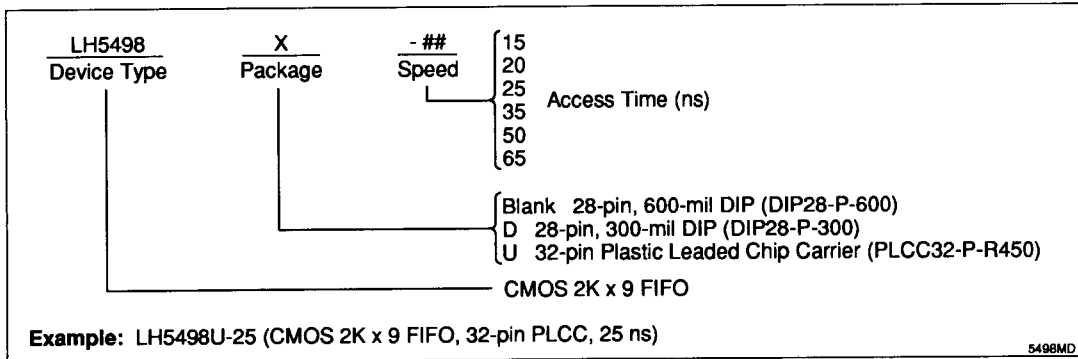 LH5498 X - ##
Device Type Package Speed
15
20
25
35
50
65
Access Time (ns)
Blank 28-pin, 600-mil DIP (DIP28-P-600)
D 28-pin, 300-mil DIP (DIP28-P-300)
U 32-pin Plastic Leaded Chip Carrier (PLCC32-P-R450)
CMOS 2K x 9 FIFO
Example: LH5498U-25 (CMOS 2K x 9 FIFO, 32-pin PLCC, 25 ns)
5498MD